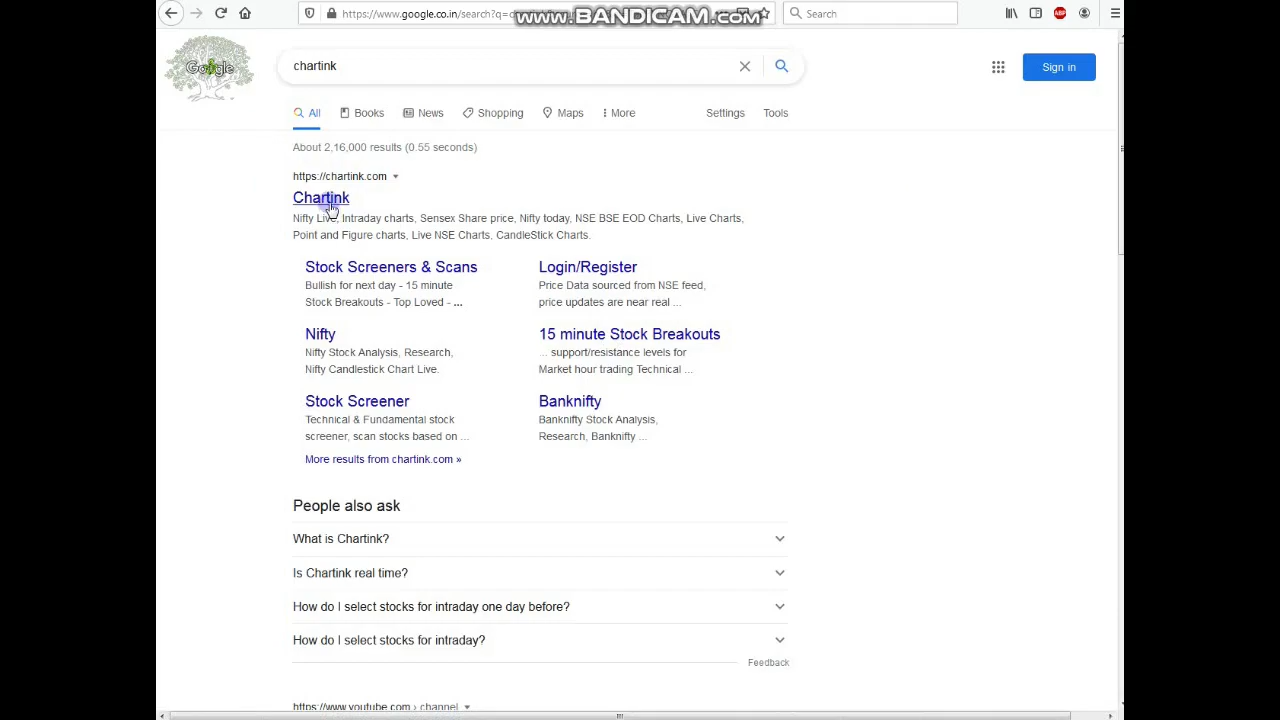 https://www.google.co.in/search?q=c
www.BANDICAM.com
Search
ABP
Google
chartink
Sign in
All
Books
News
Shopping
Maps
More
Settings
Tools
About 2,16,000 results (0.55 seconds)
https://chartink.com
Chartink
Nifty Live, Intraday charts, Sensex Share price, Nifty today, NSE BSE EOD Charts, Live Charts,
Point and Figure charts, Live NSE Charts, CandleStick Charts.
Stock Screeners & Scans
Bullish for next day - 15 minute
Stock Breakouts - Top Loved - ...
Login/Register
Price Data sourced from NSE feed,
price updates are near real ...
Nifty
Nifty Stock Analysis, Research,
Nifty Candlestick Chart Live.
15 minute Stock Breakouts
... support/resistance levels for
Market hour trading Technical ...
Stock Screener
Technical & Fundamental stock
screener, scan stocks based on ...
Banknifty
Banknifty Stock Analysis,
Research, Banknifty ...
More results from chartink.com »
People also ask
What is Chartink?
Is Chartink real time?
How do I select stocks for intraday one day before?
How do I select stocks for intraday?
Feedback
https://www.youtube.com › channel